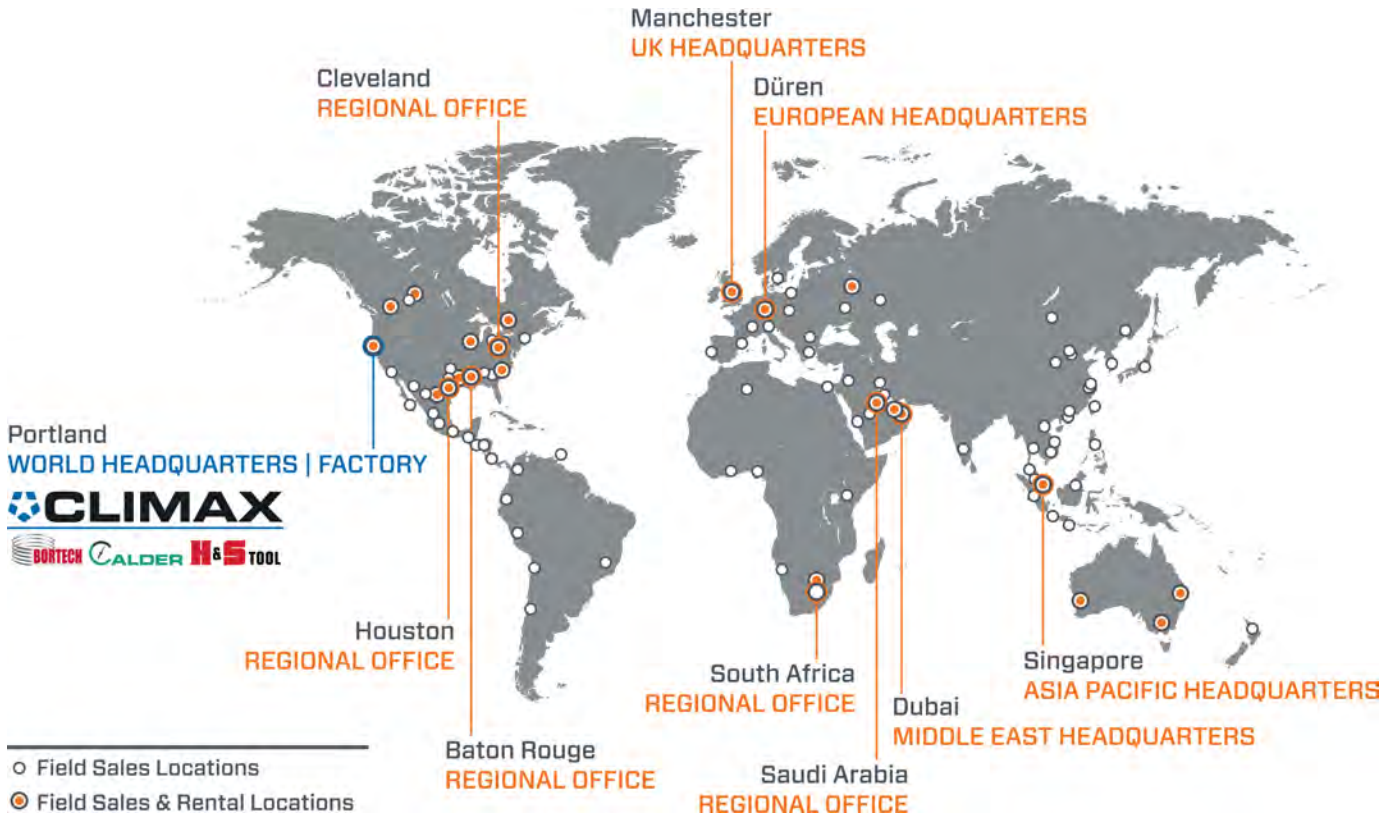 Manchester
UK HEADQUARTERS
Cleveland
REGIONAL OFFICE
Düren
EUROPEAN HEADQUARTERS
Portland
WORLD HEADQUARTERS | FACTORY
CLIMAX
BORTECH CALDER H&S TOOL
Houston
REGIONAL OFFICE
South Africa
REGIONAL OFFICE
Singapore
ASIA PACIFIC HEADQUARTERS
Dubai
MIDDLE EAST HEADQUARTERS
Baton Rouge
REGIONAL OFFICE
Saudi Arabia
REGIONAL OFFICE
Field Sales Locations
Field Sales & Rental Locations